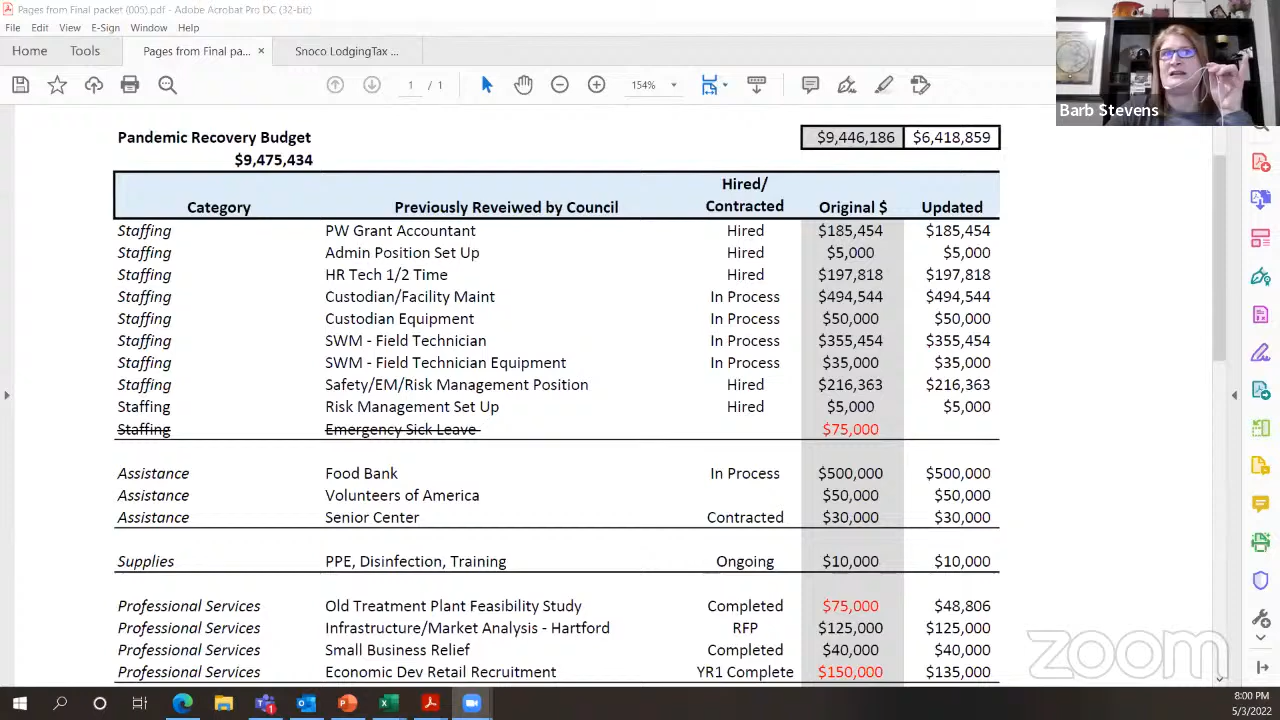 Pages from Final packet (005).pdf - Adobe Acrobat Pro DC (32-bit)
File Edit View E-Sign Window Help
Home Tools Pages from Final pa... × hoco LodgingTax ...
1 / 1 154%
Barb Stevens
Pandemic Recovery Budget $9,446,186 $6,418,859
$9,475,434
Hired/
Category Previously Reveiwed by Council Contracted Original $ Updated
Staffing PW Grant Accountant Hired $185,454 $185,454
Staffing Admin Position Set Up Hired $5,000 $5,000
Staffing HR Tech 1/2 Time Hired $197,818 $197,818
Staffing Custodian/Facility Maint In Process $494,544 $494,544
Staffing Custodian Equipment In Process $50,000 $50,000
Staffing SWM - Field Technician In Process $355,454 $355,454
Staffing SWM - Field Technician Equipment In Process $35,000 $35,000
Staffing Safety/EM/Risk Management Position Hired $216,363 $216,363
Staffing Risk Management Set Up Hired $5,000 $5,000
Staffing Emergency Sick Leave $75,000
Assistance Food Bank In Process $500,000 $500,000
Assistance Volunteers of America $50,000 $50,000
Assistance Senior Center Contracted $30,000 $30,000
Supplies PPE, Disinfection, Training Ongoing $10,000 $10,000
Professional Services Old Treatment Plant Feasibility Study Completed $75,000 $48,806
Professional Services Infrastructure/Market Analysis - Hartford RFP $125,000 $125,000
Professional Services Small Business Relief Completed $40,000 $40,000
Professional Services Economic Dev Retail Recruitment YR1 Complete $150,000 $135,000
zoom
8:00 PM
5/3/2022